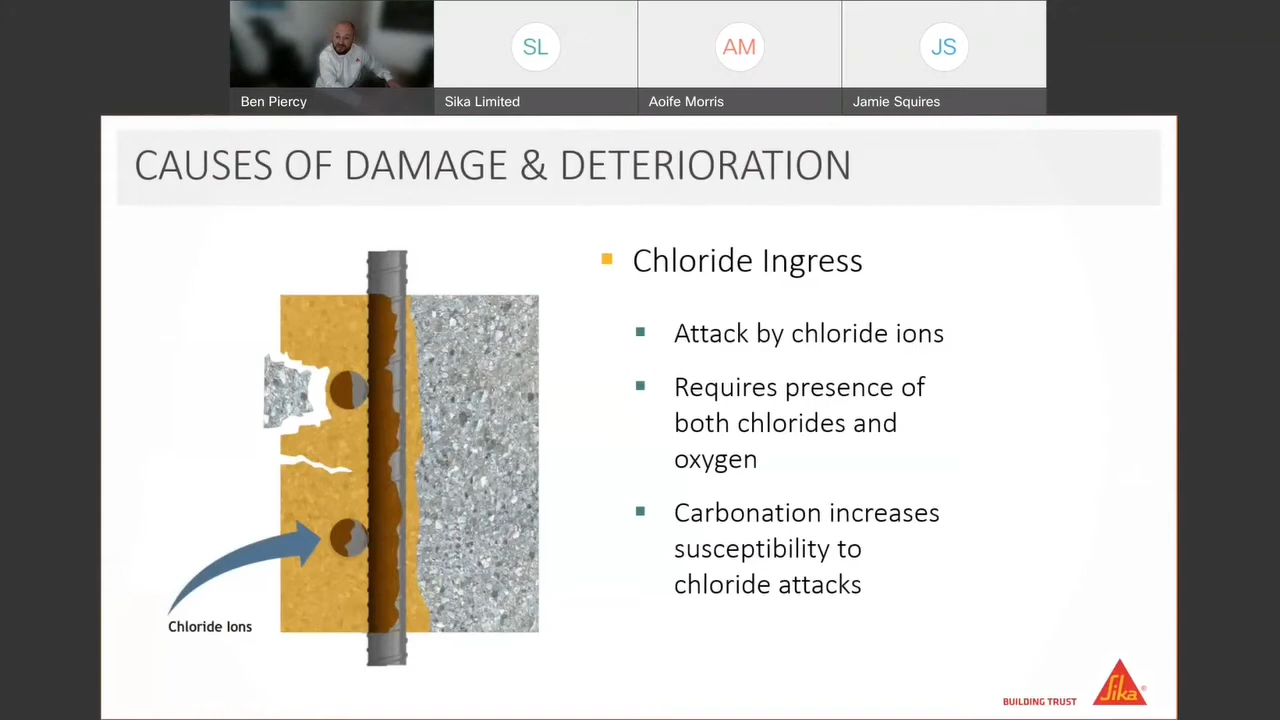 SL
AM
JS
Ben Piercy
Sika Limited
Aoife Morris
Jamie Squires
CAUSES OF DAMAGE & DETERIORATION
Chloride Ingress
Attack by chloride ions
Requires presence of
both chlorides and
oxygen
Carbonation increases
susceptibility to
chloride attacks
Chloride Ions
BUILDING TRUST
Sika®